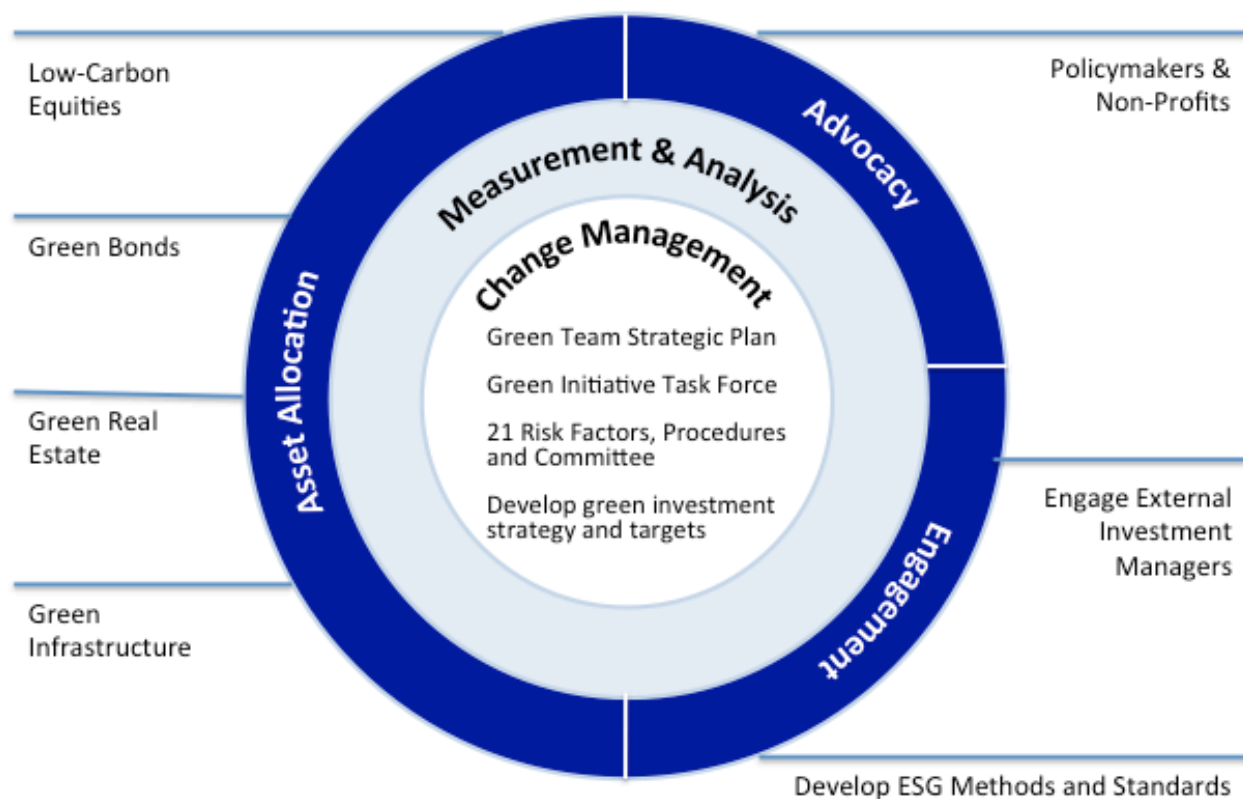 Low-Carbon
Equities
Green Bonds
Green Real
Estate
Green
Infrastructure
Asset Allocation
Measurement & Analysis
Change Management
Green Team Strategic Plan
Green Initiative Task Force
21 Risk Factors, Procedures
and Committee
Develop green investment
strategy and targets
Advocacy
Engagement
Policymakers &
Non-Profits
Engage External
Investment
Managers
Develop ESG Methods and Standards